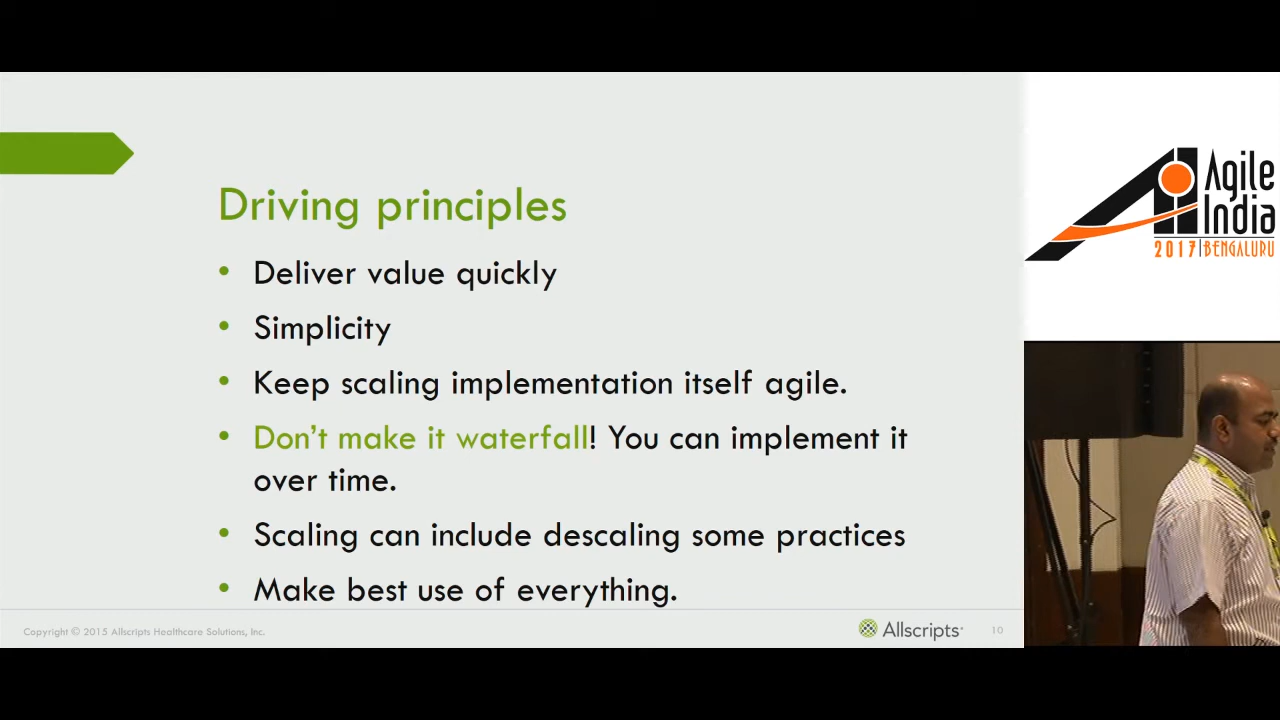 Driving principles
• Deliver value quickly
• Simplicity
• Keep scaling implementation itself agile.
• Don't make it waterfall! You can implement it
over time.
• Scaling can include descaling some practices
• Make best use of everything.
Copyright © 2015 Allscripts Healthcare Solutions, Inc.
Allscripts
10
Agile
India
2017 | BENGALURU